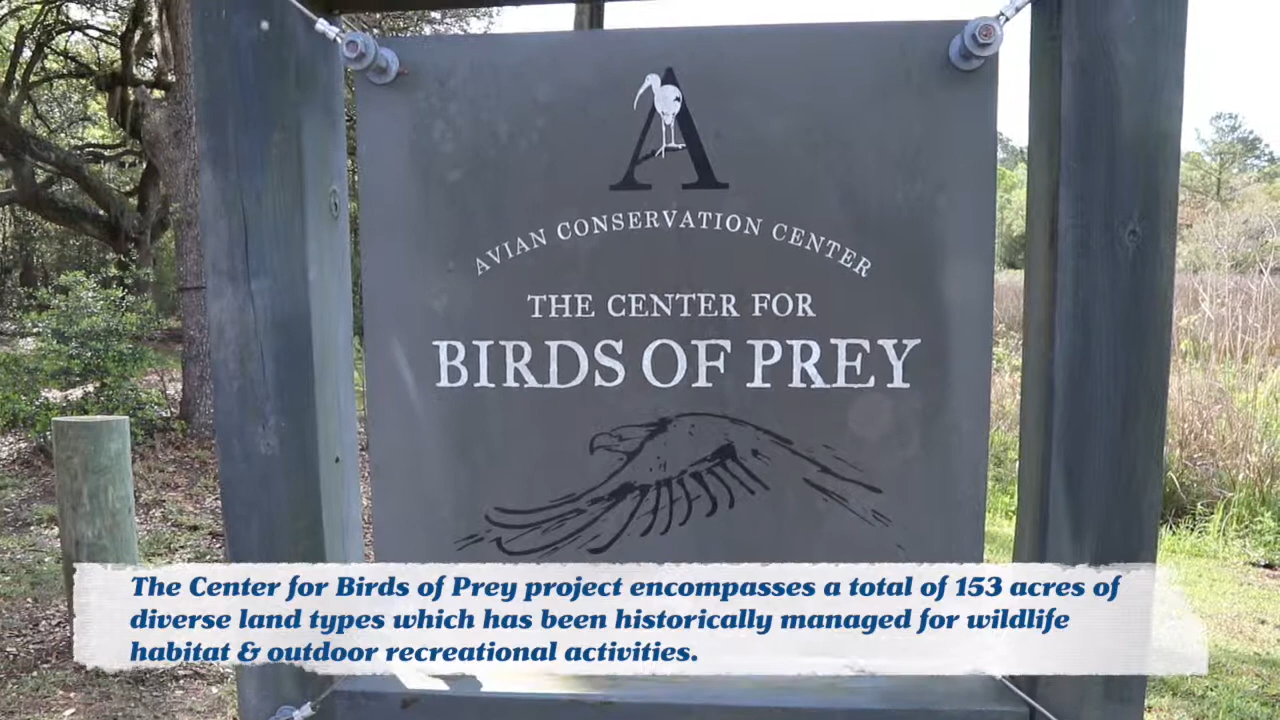 A
AVIAN CONSERVATION CENTER
THE CENTER FOR
BIRDS OF PREY
The Center for Birds of Prey project encompasses a total of 153 acres of
diverse land types which has been historically managed for wildlife
habitat & outdoor recreational activities.